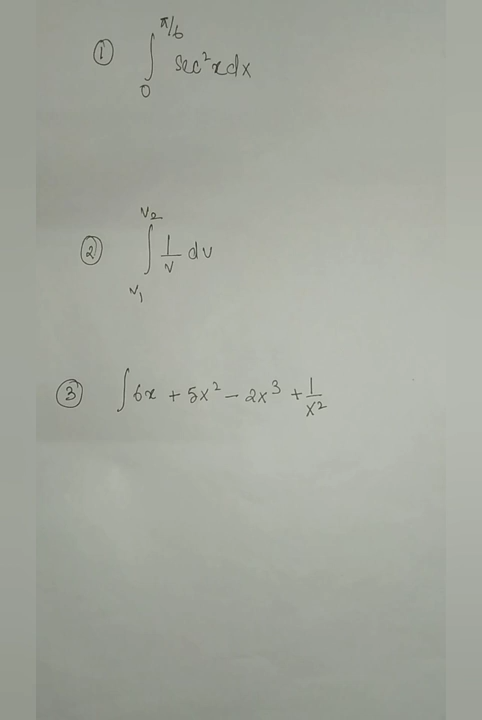 ① ∫₀^π/6 sec²x dx
② ∫ᵥ₁^v₂ 1/v dv
③ ∫6x + 5x² - 2x³ + 1/x²